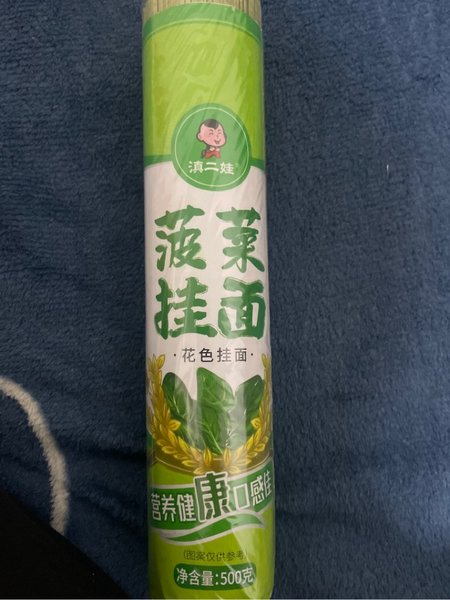 滇二娃
菠菜
挂面
·花色挂面·
营养健康口感佳
(图案仅供参考)
净含量:500克